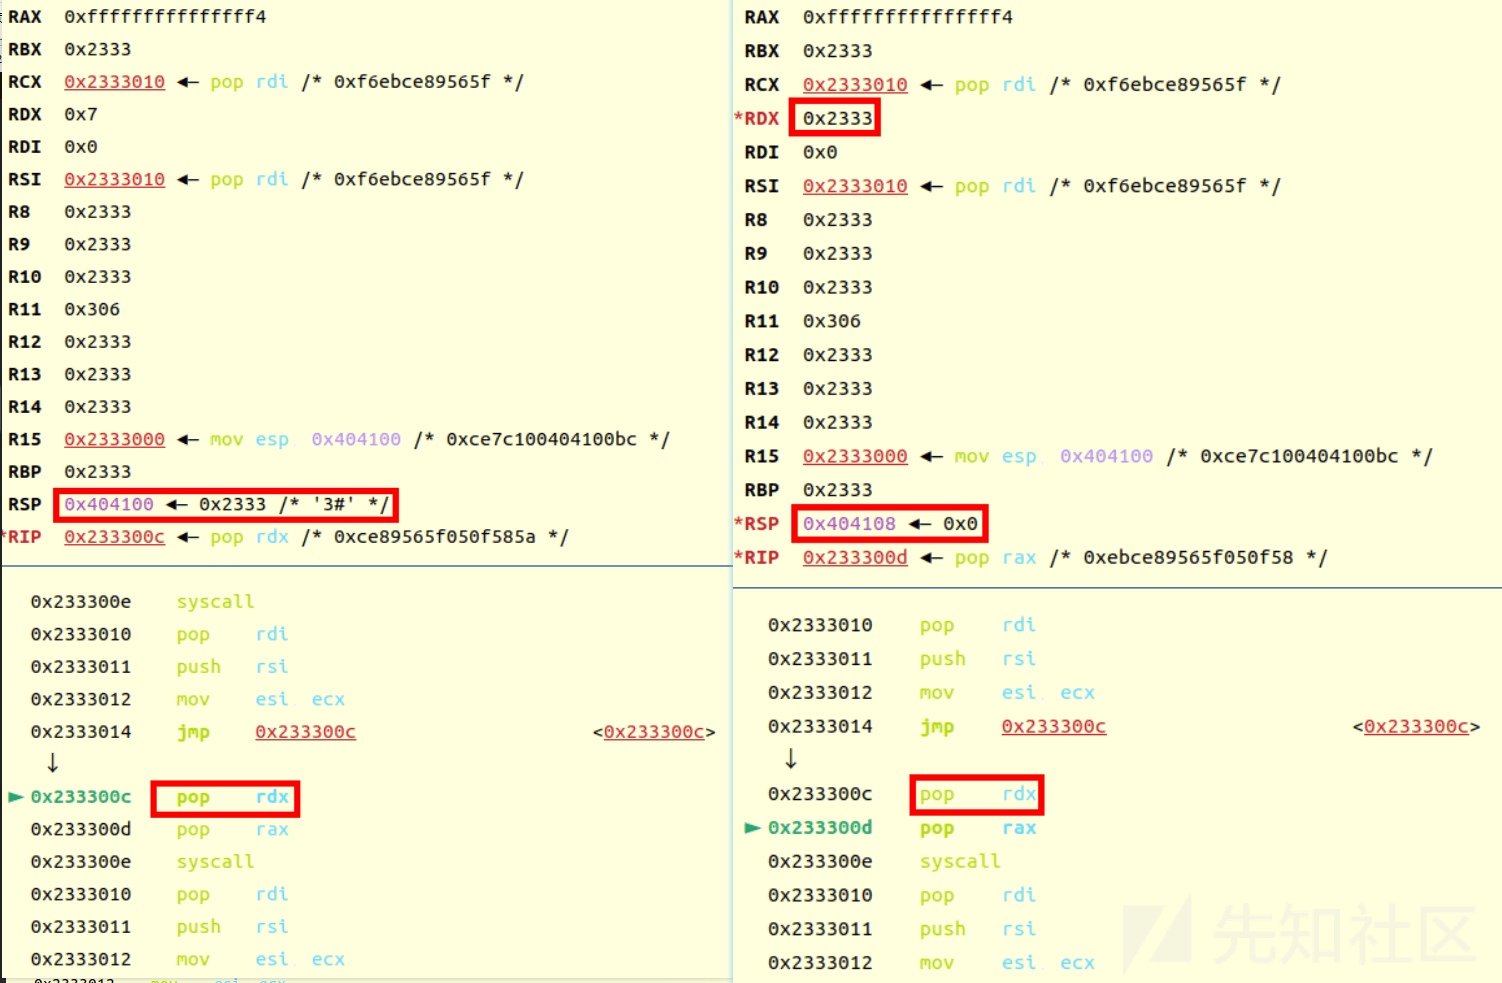 RAX 0xfffffffffffffff4
RBX 0x2333
RCX 0x2333010 ◂— pop rdi /* 0xf6ebce89565f */
RDX 0x7
RDI 0x0
RSI 0x2333010 ◂— pop rdi /* 0xf6ebce89565f */
R8 0x2333
R9 0x2333
R10 0x2333
R11 0x306
R12 0x2333
R13 0x2333
R14 0x2333
R15 0x2333000 ◂— mov esp, 0x404100 /* 0xce7c100404100bc */
RBP 0x2333
RSP 0x404100 ◂— 0x2333 /* '3#' */
*RIP 0x233300c ◂— pop rdx /* 0xce89565f050f585a */
0x233300e syscall
0x2333010 pop rdi
0x2333011 push rsi
0x2333012 mov esi, ecx
0x2333014 jmp 0x233300c <0x233300c>
↓
► 0x233300c pop rdx
0x233300d pop rax
0x233300e syscall
0x2333010 pop rdi
0x2333011 push rsi
0x2333012 mov esi, ecx
RAX 0xfffffffffffffff4
RBX 0x2333
RCX 0x2333010 ◂— pop rdi /* 0xf6ebce89565f */
*RDX 0x2333
RDI 0x0
RSI 0x2333010 ◂— pop rdi /* 0xf6ebce89565f */
R8 0x2333
R9 0x2333
R10 0x2333
R11 0x306
R12 0x2333
R13 0x2333
R14 0x2333
R15 0x2333000 ◂— mov esp, 0x404100 /* 0xce7c100404100bc */
RBP 0x2333
*RSP 0x404108 ◂— 0x0
*RIP 0x233300d ◂— pop rax /* 0xebce89565f050f58 */
0x2333010 pop rdi
0x2333011 push rsi
0x2333012 mov esi, ecx
0x2333014 jmp 0x233300c <0x233300c>
↓
0x233300c pop rdx
► 0x233300d pop rax
0x233300e syscall
0x2333010 pop rdi
0x2333011 push rsi
0x2333012 mov esi, ecx
先知社区